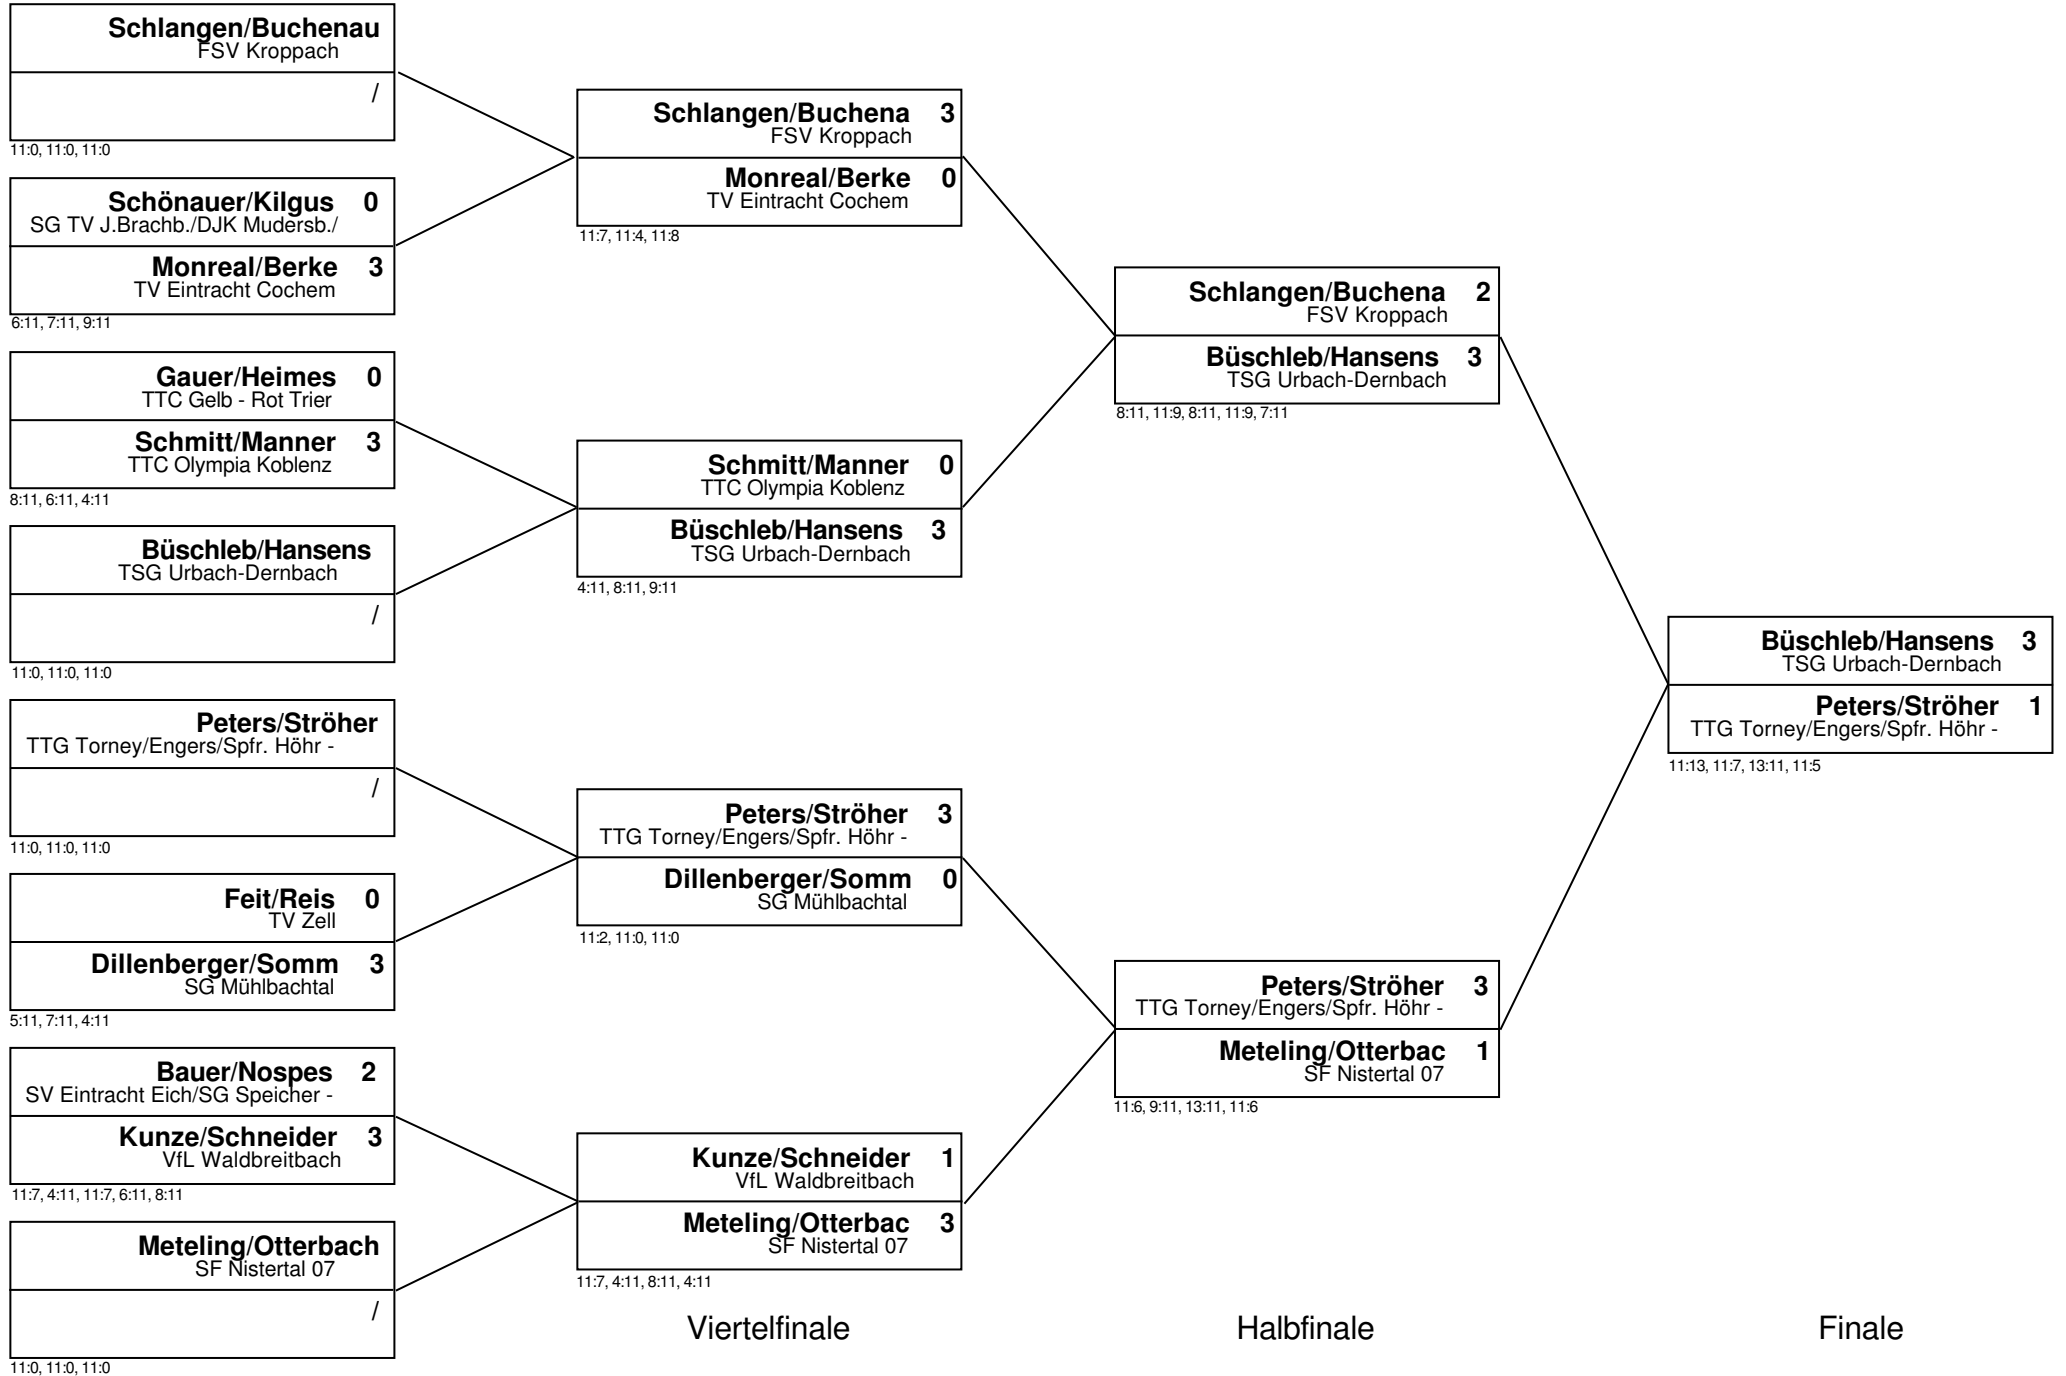 Schlangen/Buchenau
FSV Kroppach
/
11:0, 11:0, 11:0
Schönauer/Kilgus 0
SG TV J.Brachb./DJK Mudersb./
Monreal/Berke 3
TV Eintracht Cochem
6:11, 7:11, 9:11
Gauer/Heimes 0
TTC Gelb - Rot Trier
Schmitt/Manner 3
TTC Olympia Koblenz
8:11, 6:11, 4:11
Büschleb/Hansens
TSG Urbach-Dernbach
/
11:0, 11:0, 11:0
Peters/Ströher
TTG Torney/Engers/Spfr. Höhr -
/
11:0, 11:0, 11:0
Feit/Reis 0
TV Zell
Dillenberger/Somm 3
SG Mühlbachtal
5:11, 7:11, 4:11
Bauer/Nospes 2
SV Eintracht Eich/SG Speicher -
Kunze/Schneider 3
VfL Waldbreitbach
11:7, 4:11, 11:7, 6:11, 8:11
Meteling/Otterbach
SF Nistertal 07
/
11:0, 11:0, 11:0
Schlangen/Buchena 3
FSV Kroppach
Monreal/Berke 0
TV Eintracht Cochem
11:7, 11:4, 11:8
Schmitt/Manner 0
TTC Olympia Koblenz
Büschleb/Hansens 3
TSG Urbach-Dernbach
4:11, 8:11, 9:11
Peters/Ströher 3
TTG Torney/Engers/Spfr. Höhr -
Dillenberger/Somm 0
SG Mühlbachtal
11:2, 11:0, 11:0
Kunze/Schneider 1
VfL Waldbreitbach
Meteling/Otterbac 3
SF Nistertal 07
11:7, 4:11, 8:11, 4:11
Viertelfinale
Schlangen/Buchena 2
FSV Kroppach
Büschleb/Hansens 3
TSG Urbach-Dernbach
8:11, 11:9, 8:11, 11:9, 7:11
Peters/Ströher 3
TTG Torney/Engers/Spfr. Höhr -
Meteling/Otterbac 1
SF Nistertal 07
11:6, 9:11, 13:11, 11:6
Halbfinale
Büschleb/Hansens 3
TSG Urbach-Dernbach
Peters/Ströher 1
TTG Torney/Engers/Spfr. Höhr -
11:13, 11:7, 13:11, 11:5
Finale